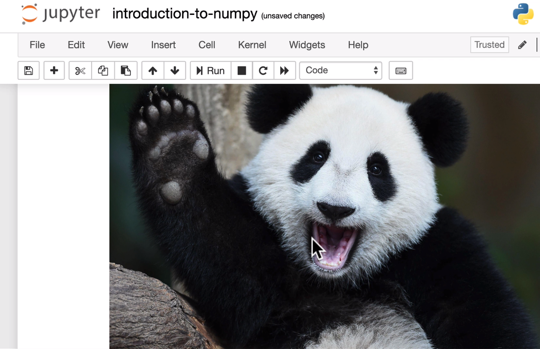 jupyter introduction-to-numpy (unsaved changes)
File Edit View Insert Cell Kernel Widgets Help Trusted
Run Code